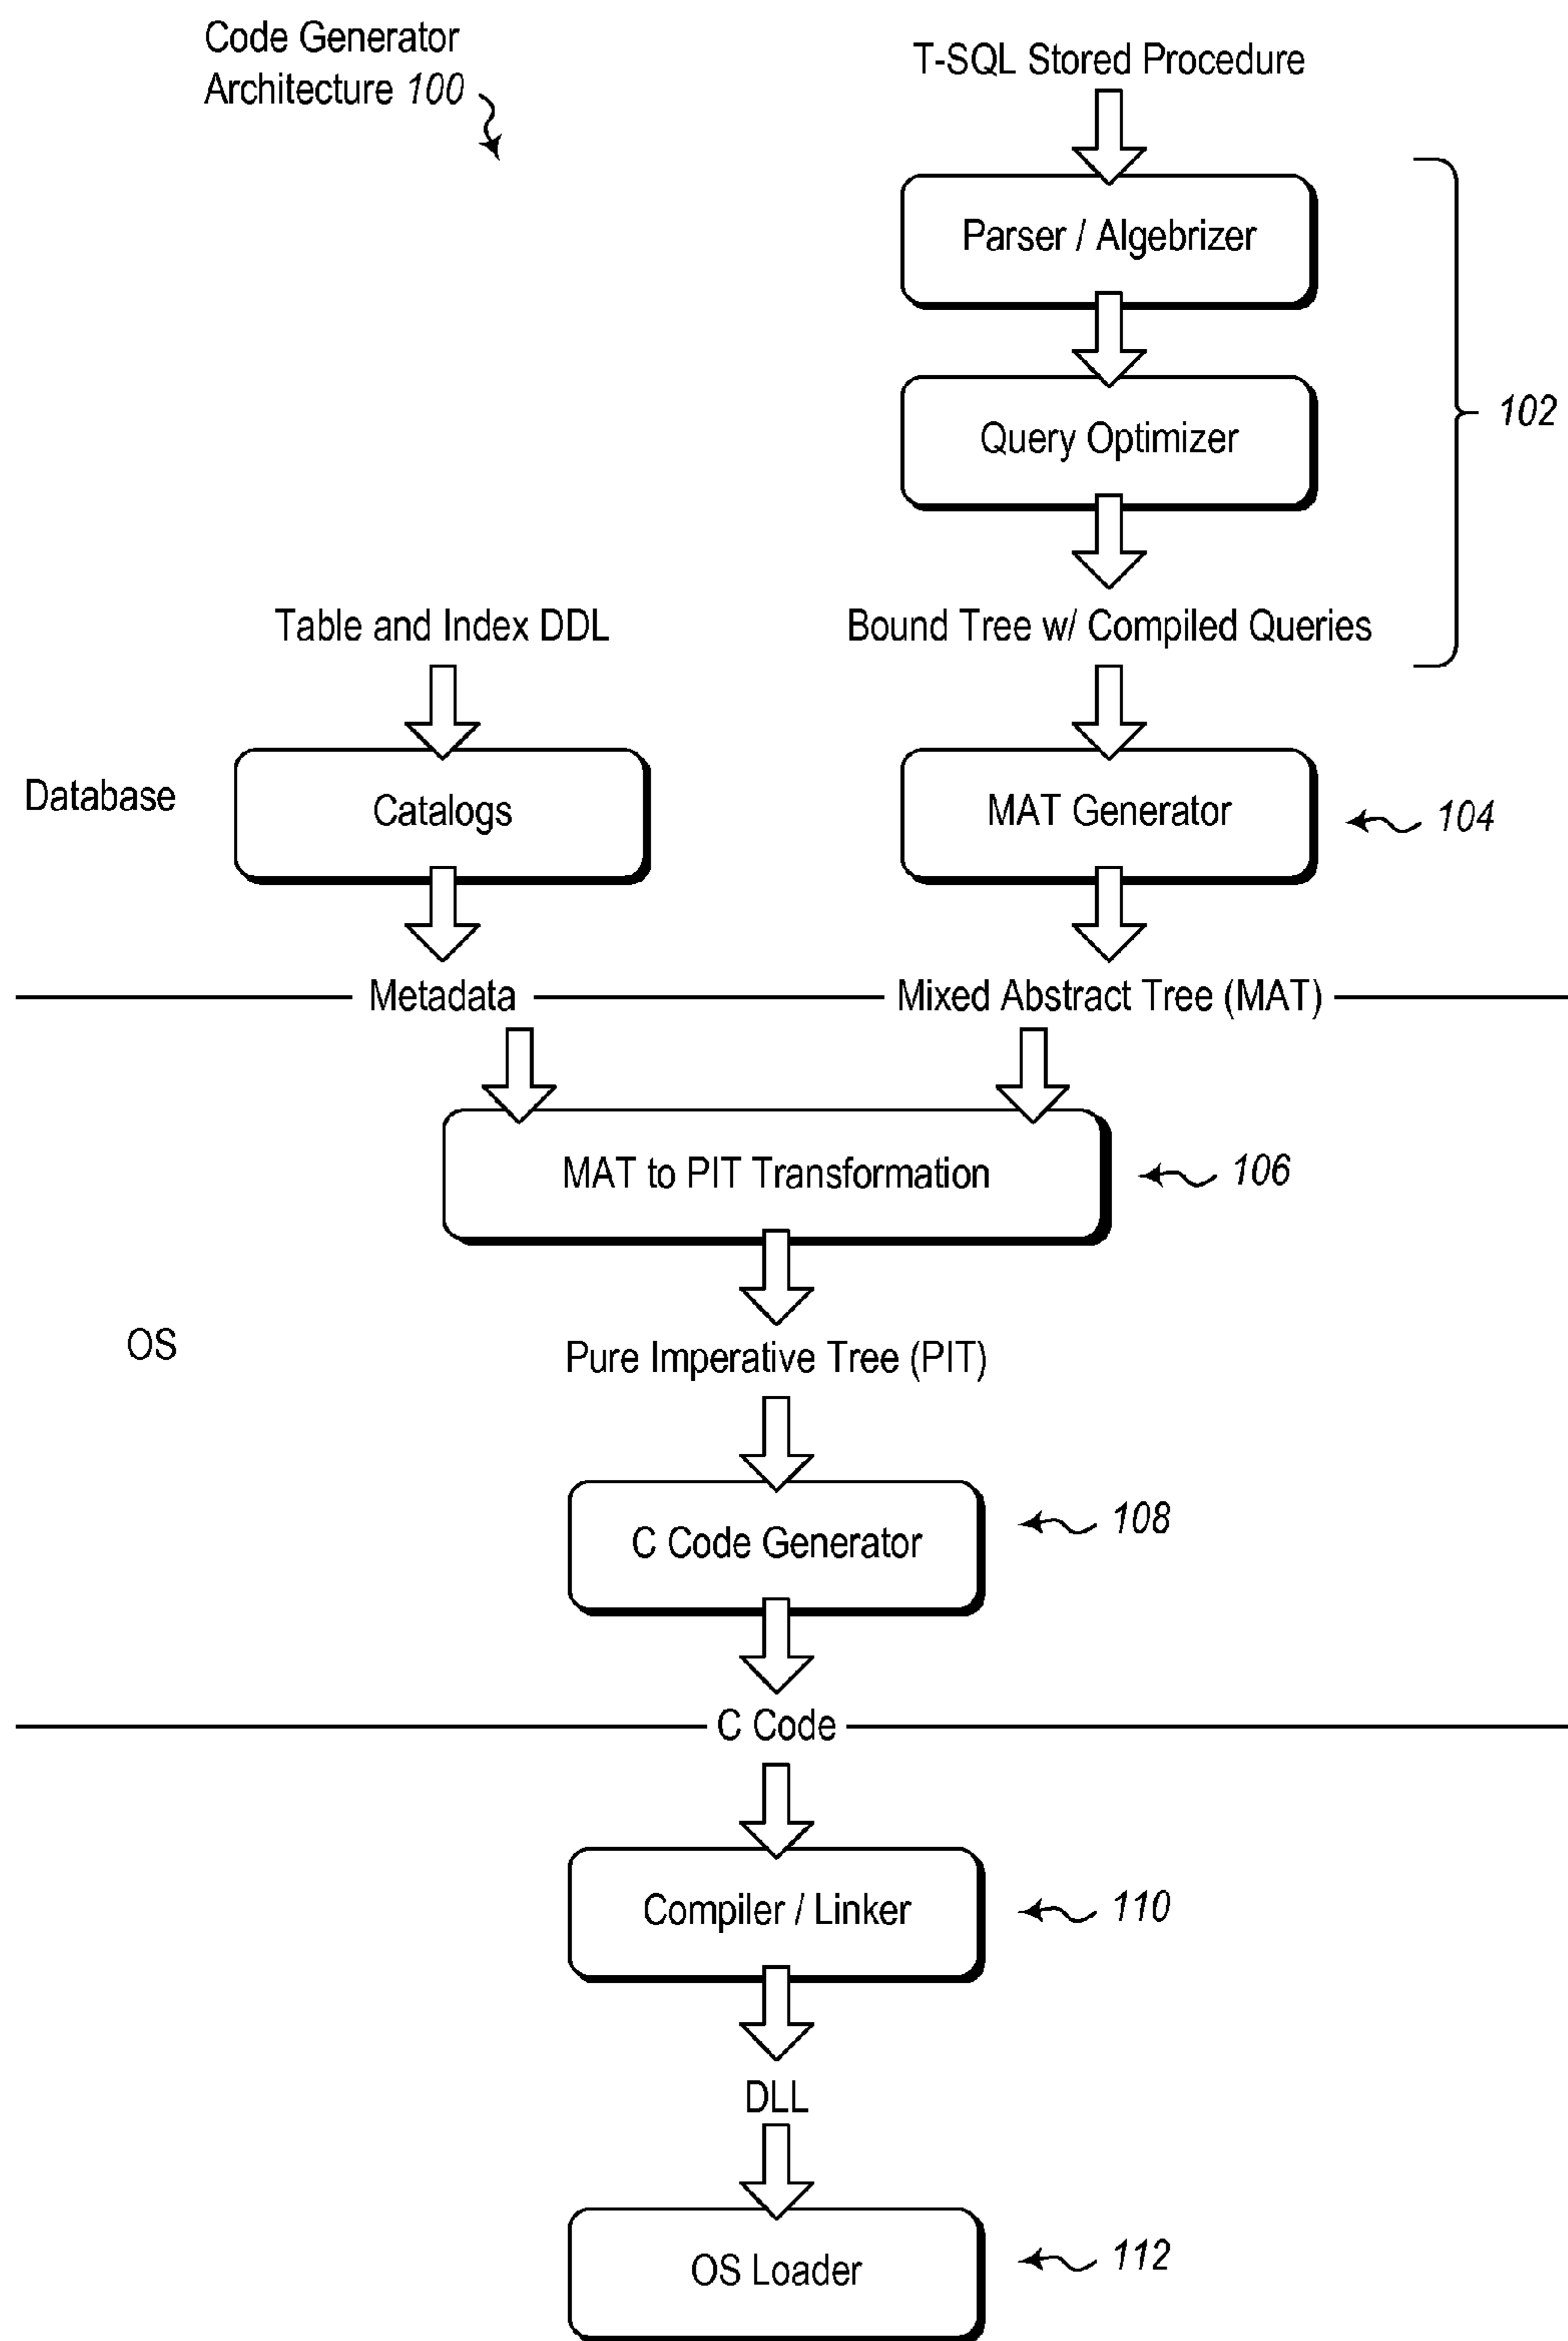 Code Generator
Architecture 100
T-SQL Stored Procedure
Parser / Algebrizer
Query Optimizer
102
Table and Index DDL
Bound Tree w/ Compiled Queries
Database
Catalogs
MAT Generator
104
Metadata
Mixed Abstract Tree (MAT)
MAT to PIT Transformation
106
OS
Pure Imperative Tree (PIT)
C Code Generator
108
C Code
Compiler / Linker
110
DLL
OS Loader
112